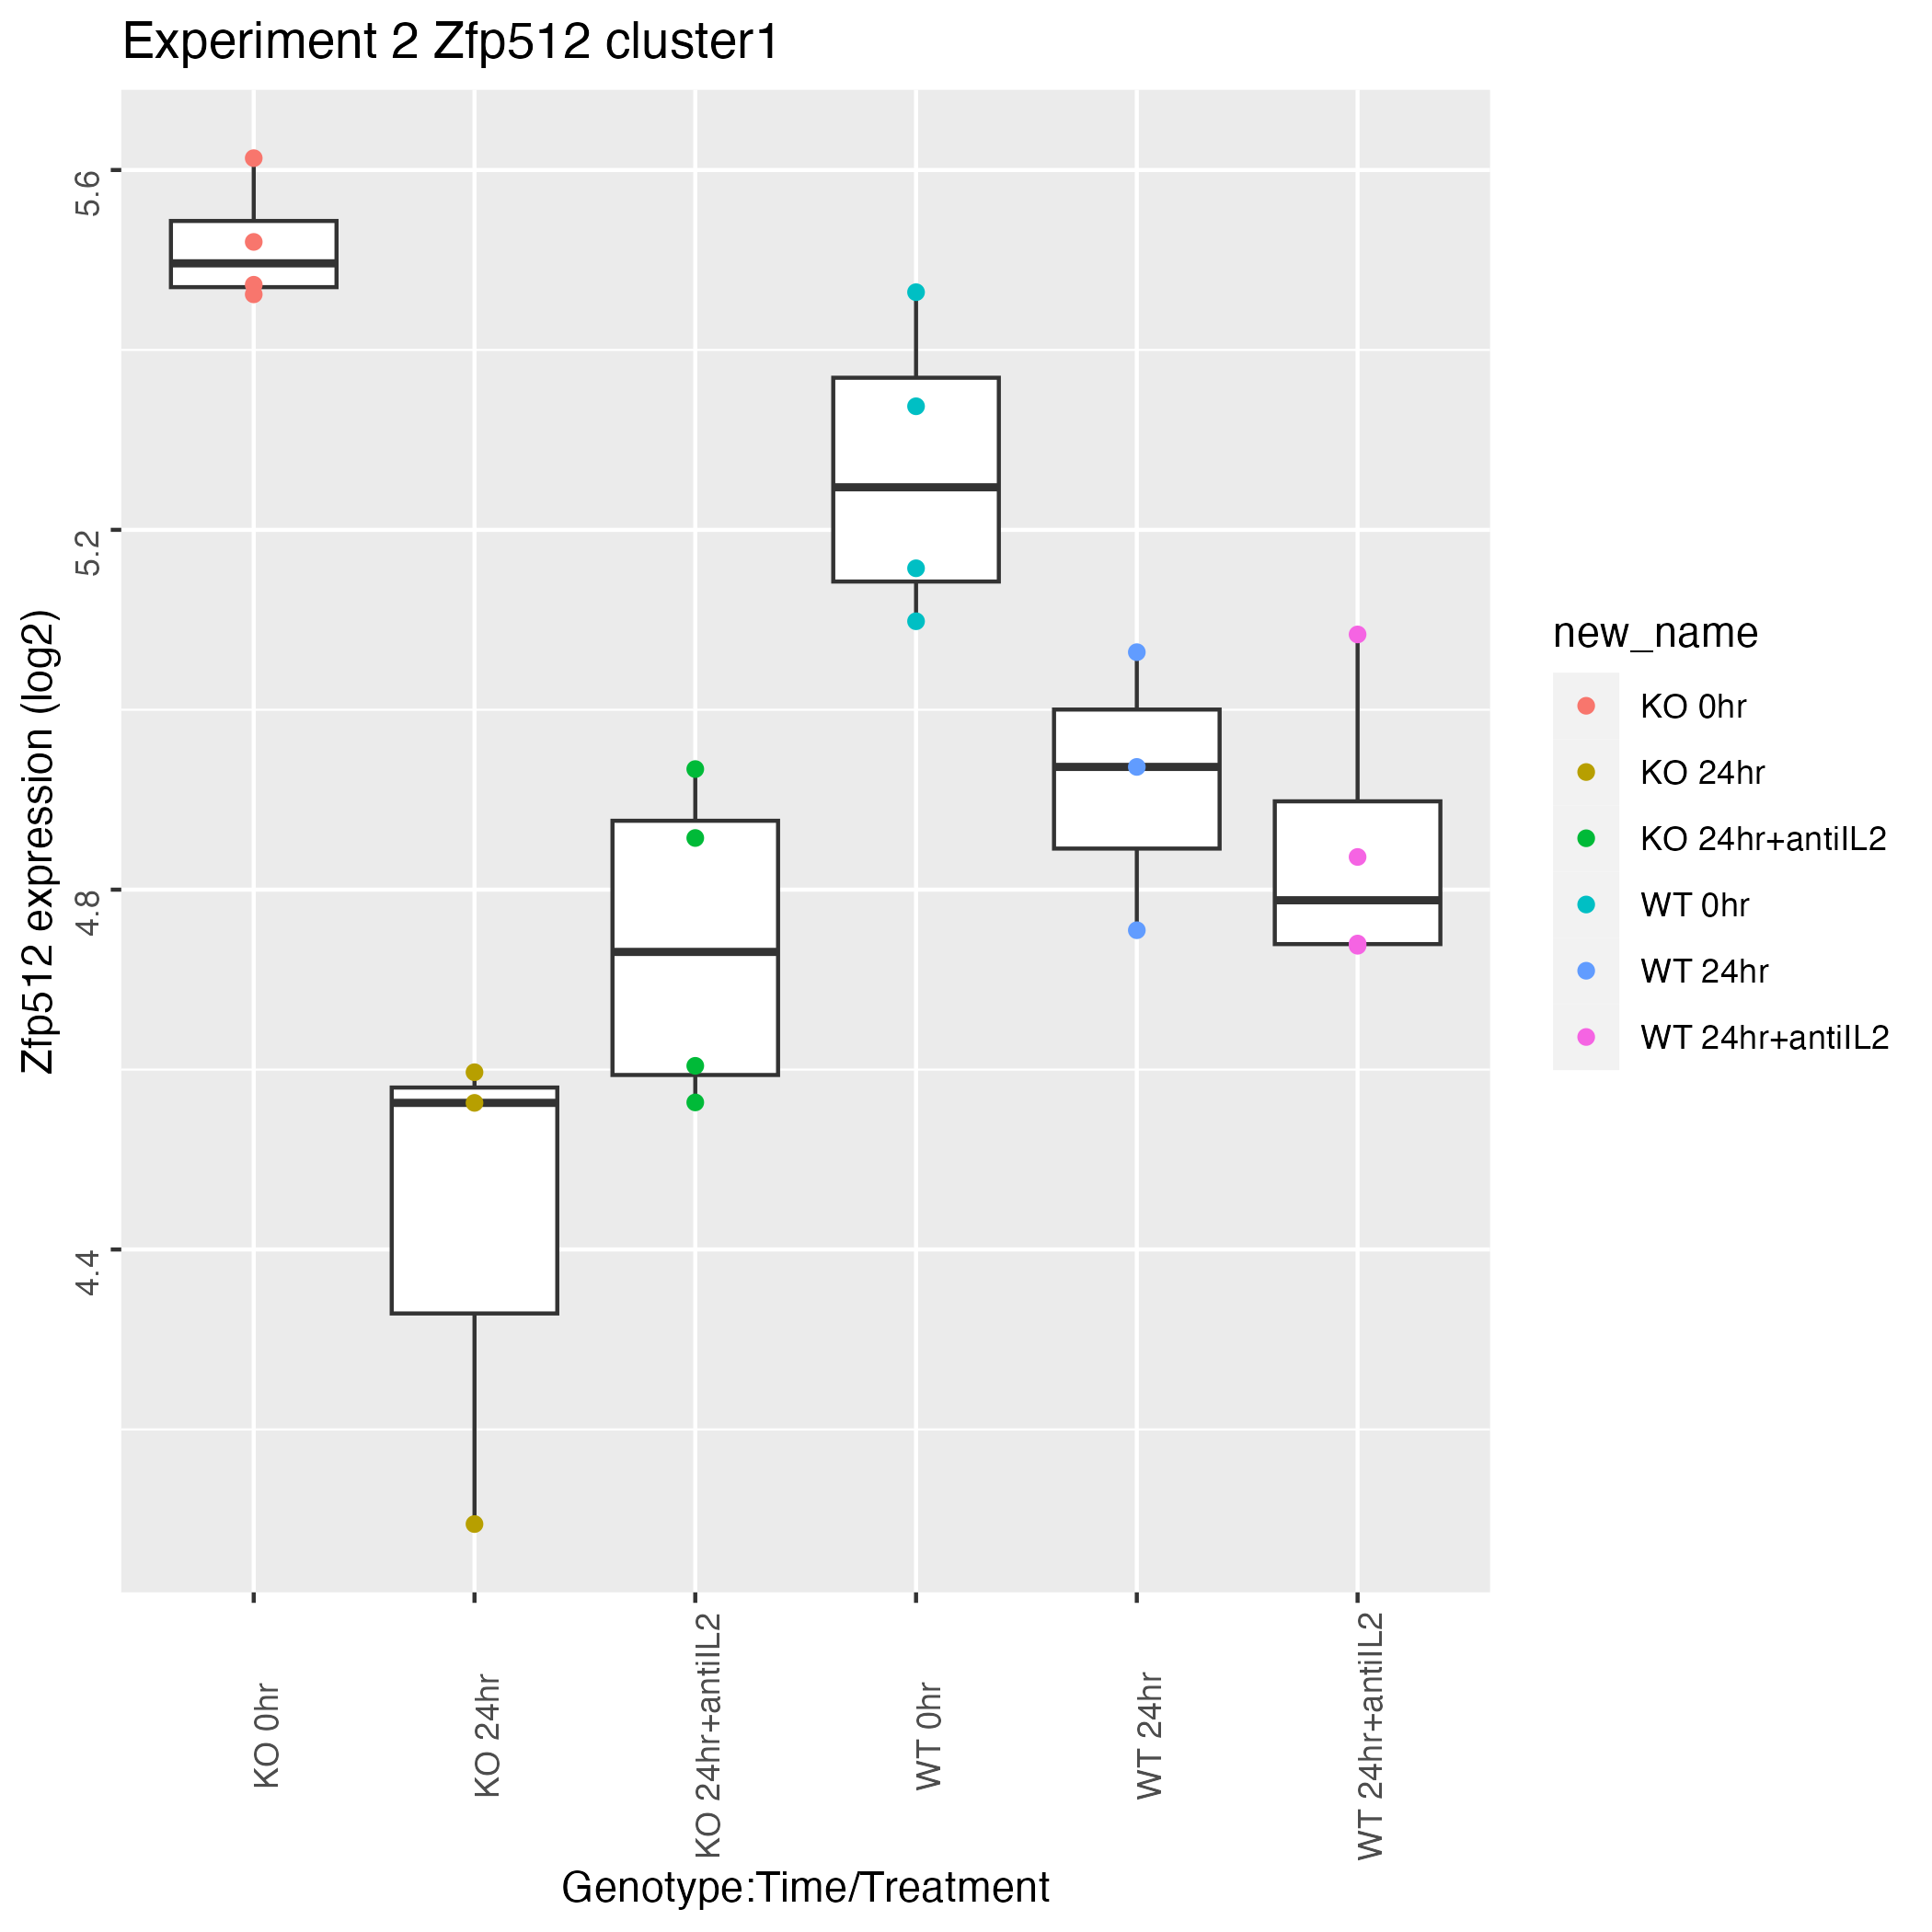 Experiment 2 Zfp512 cluster1
Zfp512 expression (log2)
5.6
5.2
4.8
4.4
KO 0hr
KO 24hr
KO 24hr+antiIL2
WT 0hr
WT 24hr
WT 24hr+antiIL2
Genotype:Time/Treatment
new_name
KO 0hr
KO 24hr
KO 24hr+antiIL2
WT 0hr
WT 24hr
WT 24hr+antiIL2